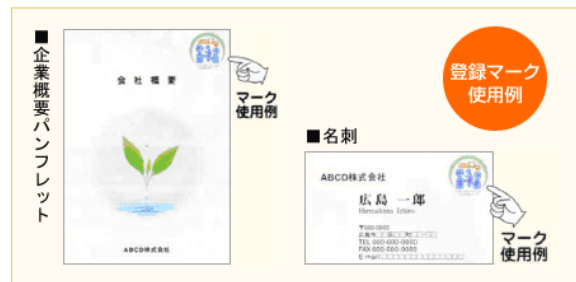 ■企業概要パンフレット
会社概要
ABCD株式会社
マーク
使用例
登録マーク
使用例
■名刺
ABCD株式会社
広島 一郎
〒000-0000
TEL 000-000-0000
FAX 000-000-0000
E-mail
マーク
使用例